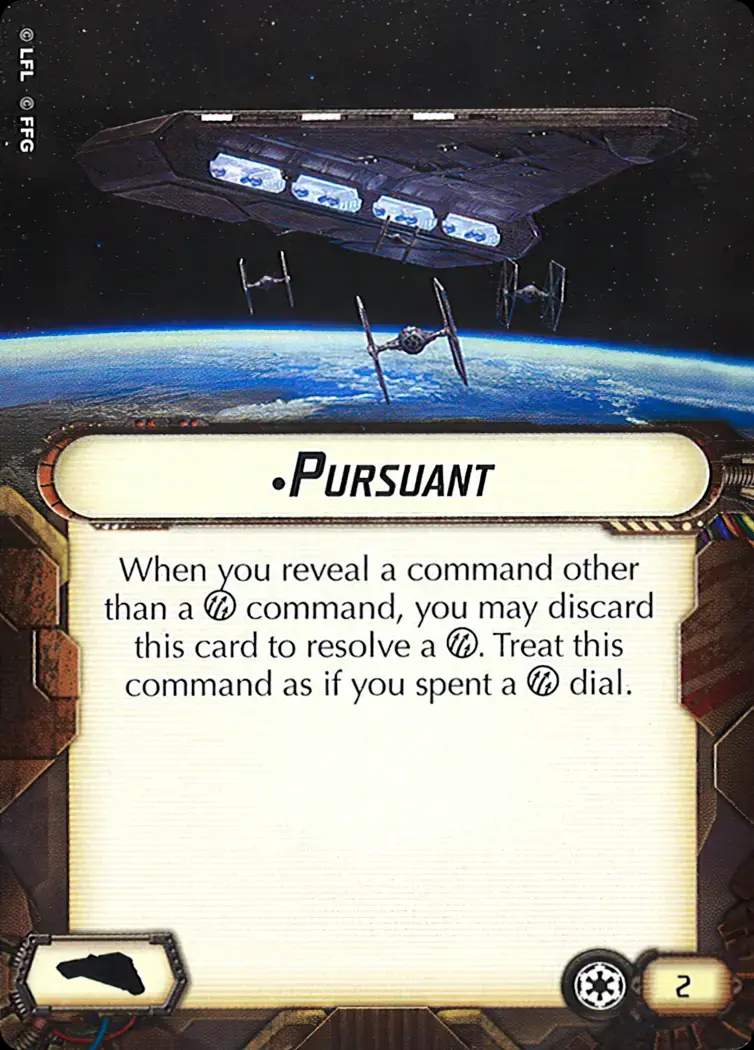 © LFL © FFG
•PURSUANT
When you reveal a command other
than a command, you may discard
this card to resolve a . Treat this
command as if you spent a dial.
2